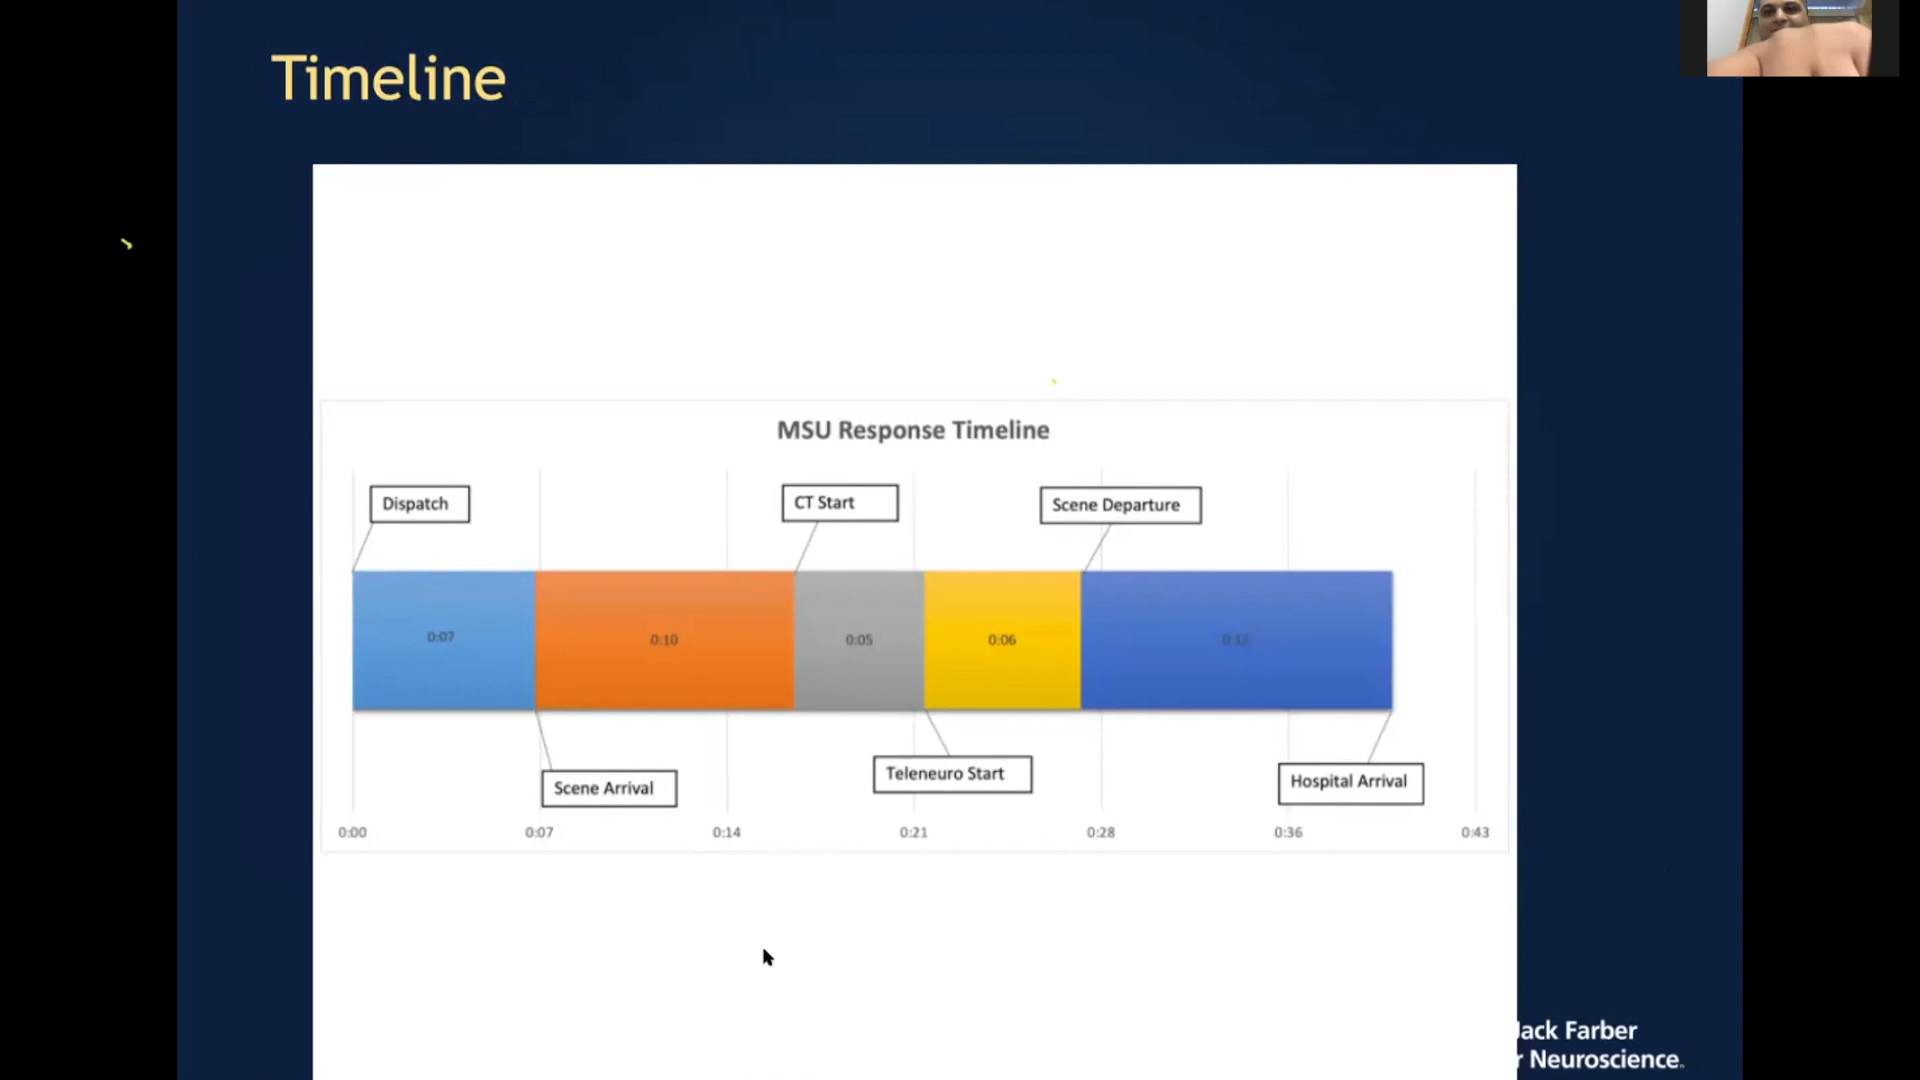 Timeline
MSU Response Timeline
Dispatch
CT Start
Scene Departure
0:07
0:10
0:05
0:06
Scene Arrival
Teleneuro Start
Hospital Arrival
0:00
0:07
0:14
0:21
0:28
0:36
0:43
Jack Farber
r Neuroscience